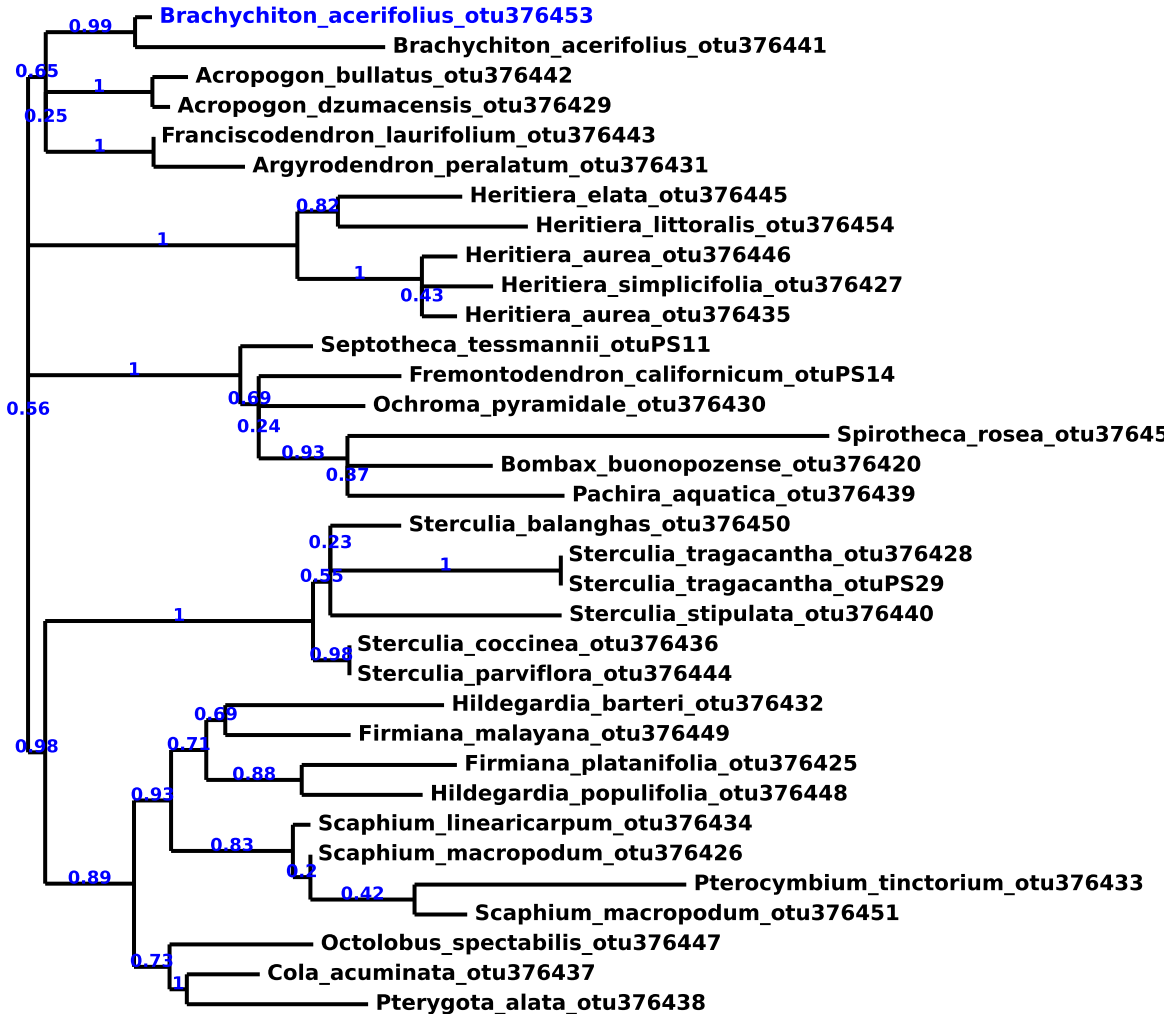 Brachychiton_acerifolius_otu376453
0.99
Brachychiton_acerifolius_otu376441
0.65
Acropogon_bullatus_otu376442
1
Acropogon_dzumacensis_otu376429
0.25
Franciscodendron_laurifolium_otu376443
1
Argyrodendron_peralatum_otu376431
Heritiera_elata_otu376445
0.82
Heritiera_littoralis_otu376454
1
Heritiera_aurea_otu376446
1
Heritiera_simplicifolia_otu376427
0.43
Heritiera_aurea_otu376435
Septotheca_tessmannii_otuPS11
1
Fremontodendron_californicum_otuPS14
0.69
Ochroma_pyramidale_otu376430
0.56
0.24
Spirotheca_rosea_otu37645
0.93
Bombax_buonopozense_otu376420
0.37
Pachira_aquatica_otu376439
Sterculia_balanghas_otu376450
0.23
Sterculia_tragacantha_otu376428
1
0.55
Sterculia_tragacantha_otuPS29
1
Sterculia_stipulata_otu376440
Sterculia_coccinea_otu376436
0.98
Sterculia_parviflora_otu376444
Hildegardia_barteri_otu376432
0.69
Firmiana_malayana_otu376449
0.98
0.71
Firmiana_platanifolia_otu376425
0.88
Hildegardia_populifolia_otu376448
0.93
Scaphium_linearicarpum_otu376434
0.83
Scaphium_macropodum_otu376426
0.2
0.89
Pterocymbium_tinctorium_otu376433
0.42
Scaphium_macropodum_otu376451
Octolobus_spectabilis_otu376447
0.73
Cola_acuminata_otu376437
1
Pterygota_alata_otu376438